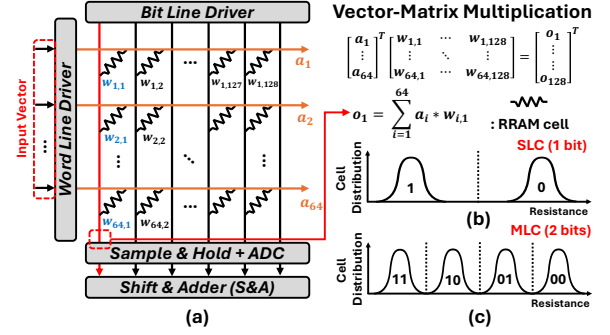 Bit Line Driver
Word Line Driver
Input Vector
...
a₁
w₁,₁ w₁,₂ ... w₁,₁₂₇ w₁,₁₂₈
a₂
w₂,₁ w₂,₂
a₆₄
w₆₄,₁ w₆₄,₂ ...
Sample & Hold + ADC
Shift & Adder (S&A)
(a)
Vector-Matrix Multiplication
[a₁ ⋮ a₆₄]ᵀ [w₁,₁ ⋯ w₁,₁₂₈ ⋮ ⋱ ⋮ w₆₄,₁ ⋯ w₆₄,₁₂₈] = [o₁ ⋮ ⋮ o₁₂₈]ᵀ
o₁ = ∑ᵢ₌₁⁶⁴ aᵢ * wᵢ,₁
: RRAM cell
SLC (1 bit)
Cell Distribution
1 0
(b) Resistance
MLC (2 bits)
Cell Distribution
11 10 01 00
(c) Resistance